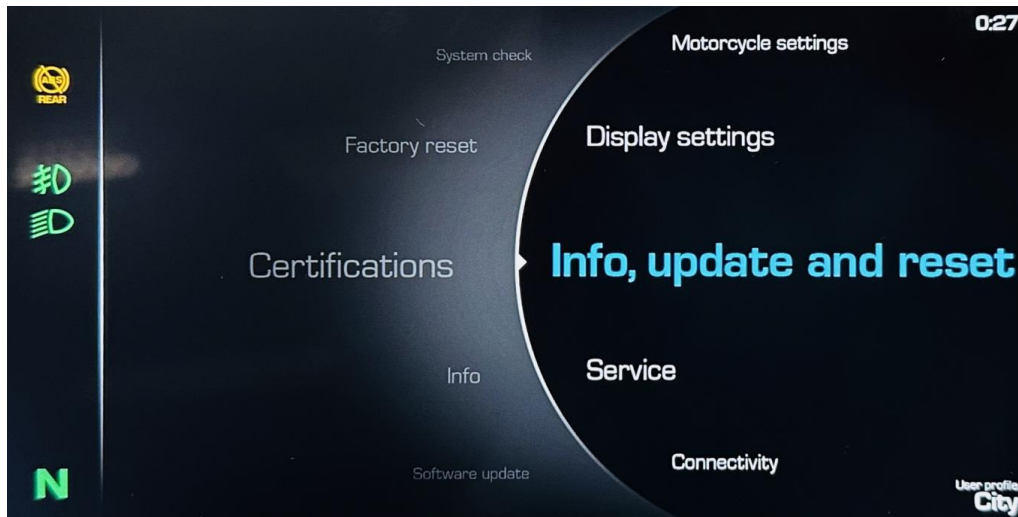 0:27
System check
Motorcycle settings
ABS
REAR
Factory reset
Display settings
Certifications
Info, update and reset
Info
Service
Software update
Connectivity
N
User profile
City